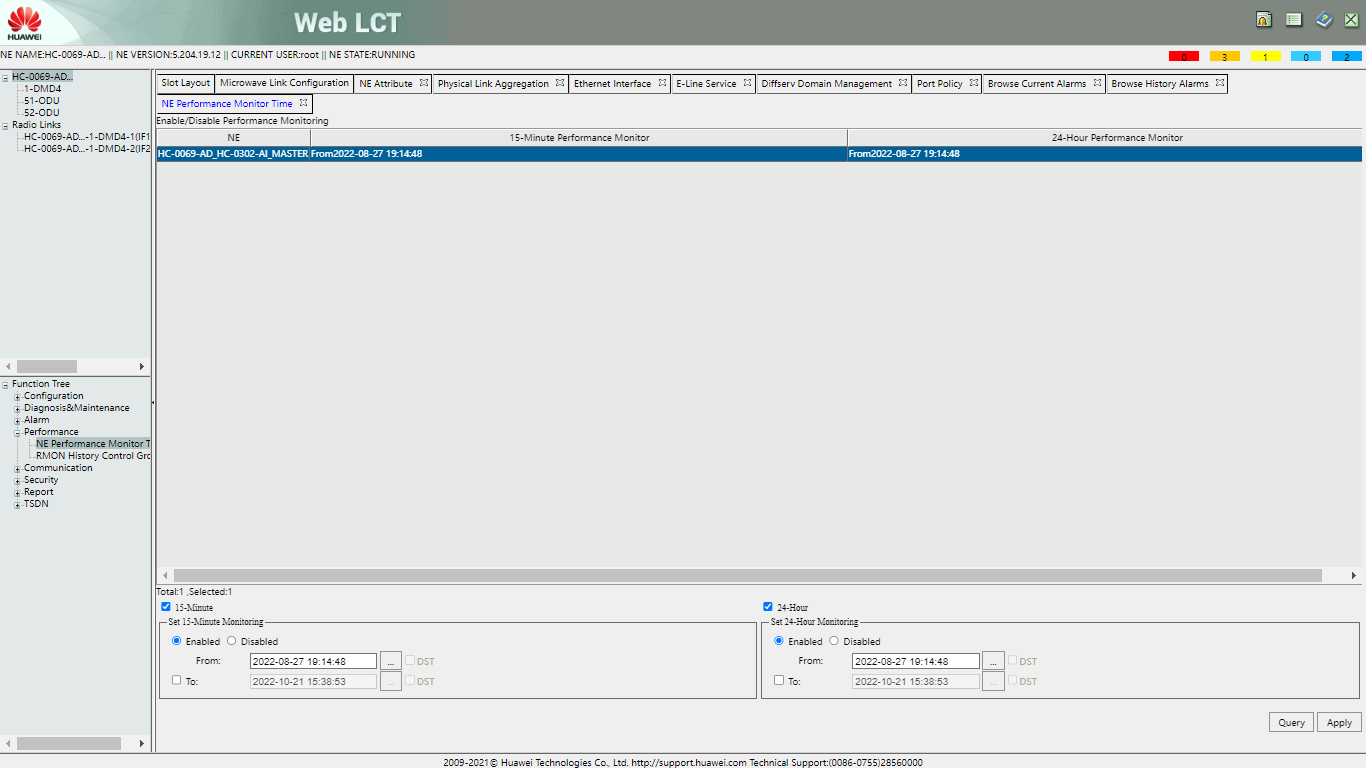 HUAWEI
Web LCT
NE NAME:HC-0069-AD... || NE VERSION:5.204.19.12 || CURRENT USER:root || NE STATE:RUNNING
0 3 1 0 2
HC-0069-AD...
1-DMD4
51-ODU
52-ODU
Radio Links
HC-0069-AD...-1-DMD4-1(IF1
HC-0069-AD...-1-DMD4-2(IF2
Function Tree
Configuration
Diagnosis&Maintenance
Alarm
Performance
NE Performance Monitor T
RMON History Control Gro
Communication
Security
Report
TSDN
Slot Layout Microwave Link Configuration NE Attribute Physical Link Aggregation Ethernet Interface E-Line Service Diffserv Domain Management Port Policy Browse Current Alarms Browse History Alarms
NE Performance Monitor Time
Enable/Disable Performance Monitoring
NE 15-Minute Performance Monitor 24-Hour Performance Monitor
HC-0069-AD_HC-0302-AI_MASTER From2022-08-27 19:14:48 From2022-08-27 19:14:48
Total:1 ,Selected:1
15-Minute 24-Hour
Set 15-Minute Monitoring Set 24-Hour Monitoring
Enabled Disabled Enabled Disabled
From: 2022-08-27 19:14:48 ... DST From: 2022-08-27 19:14:48 ... DST
To: 2022-10-21 15:38:53 ... DST To: 2022-10-21 15:38:53 ... DST
Query Apply
2009-2021© Huawei Technologies Co., Ltd. http://support.huawei.com Technical Support:(0086-0755)28560000